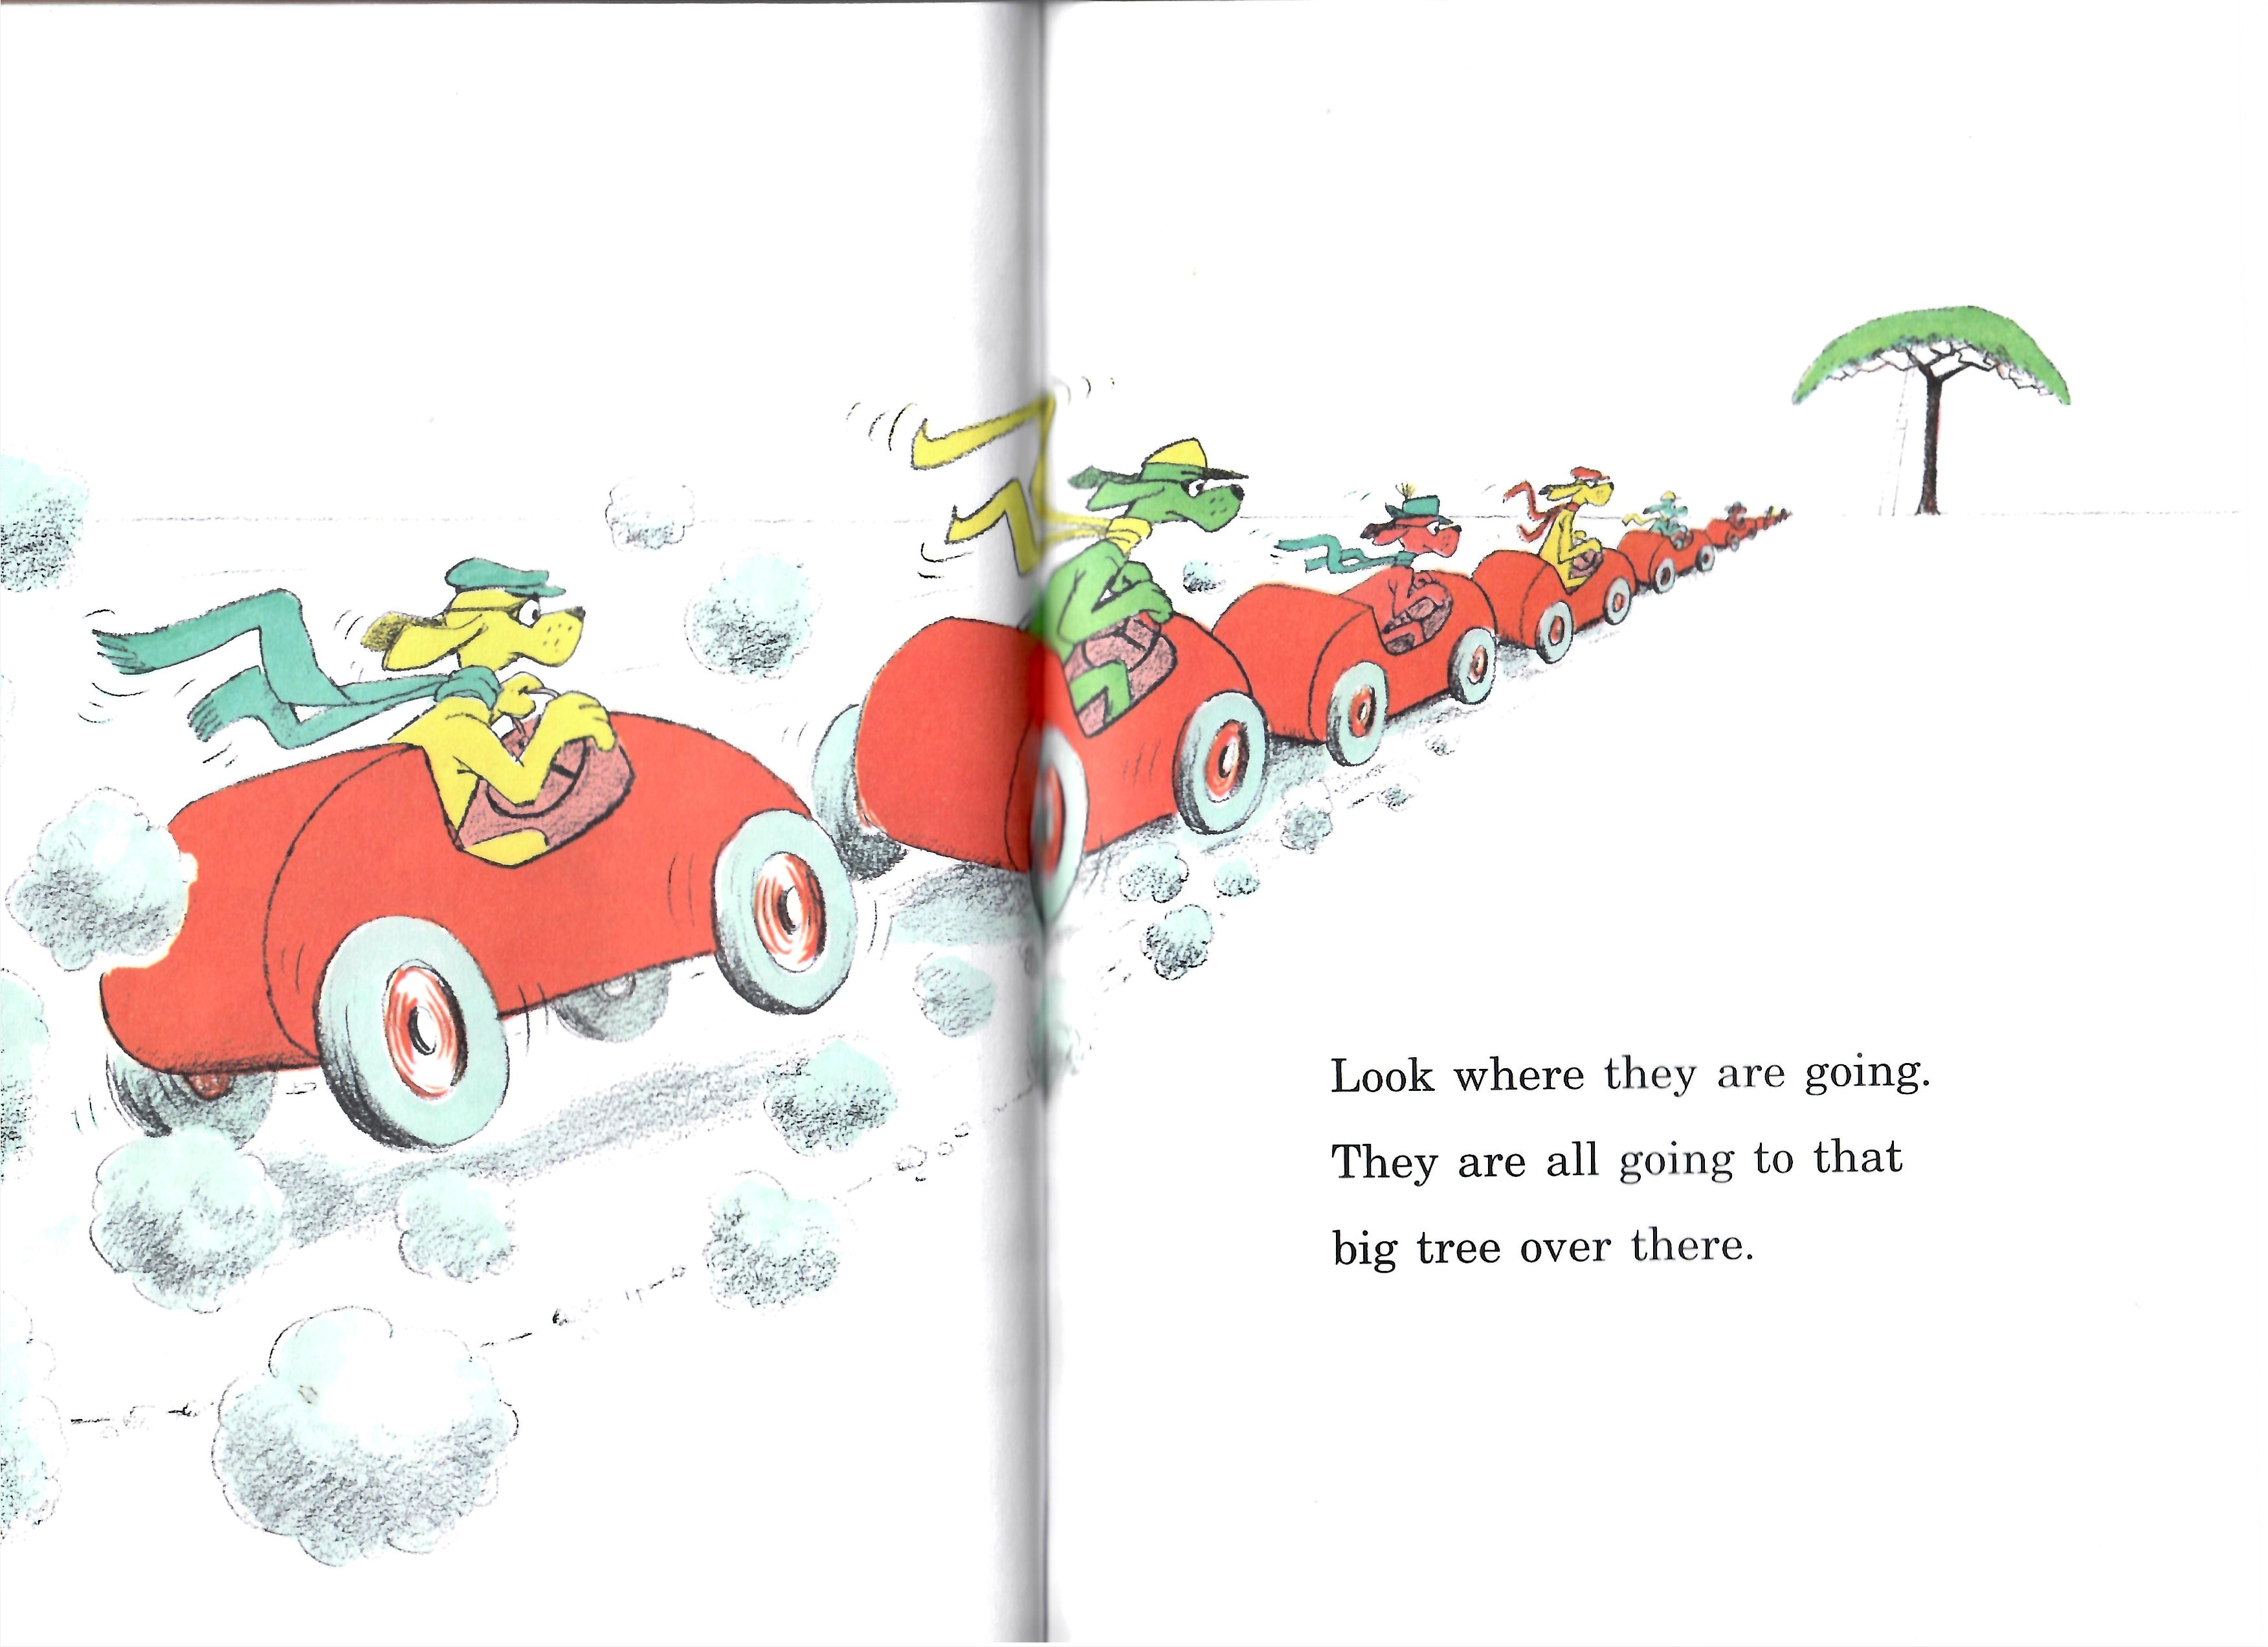 Look where they are going.
They are all going to that
big tree over there.